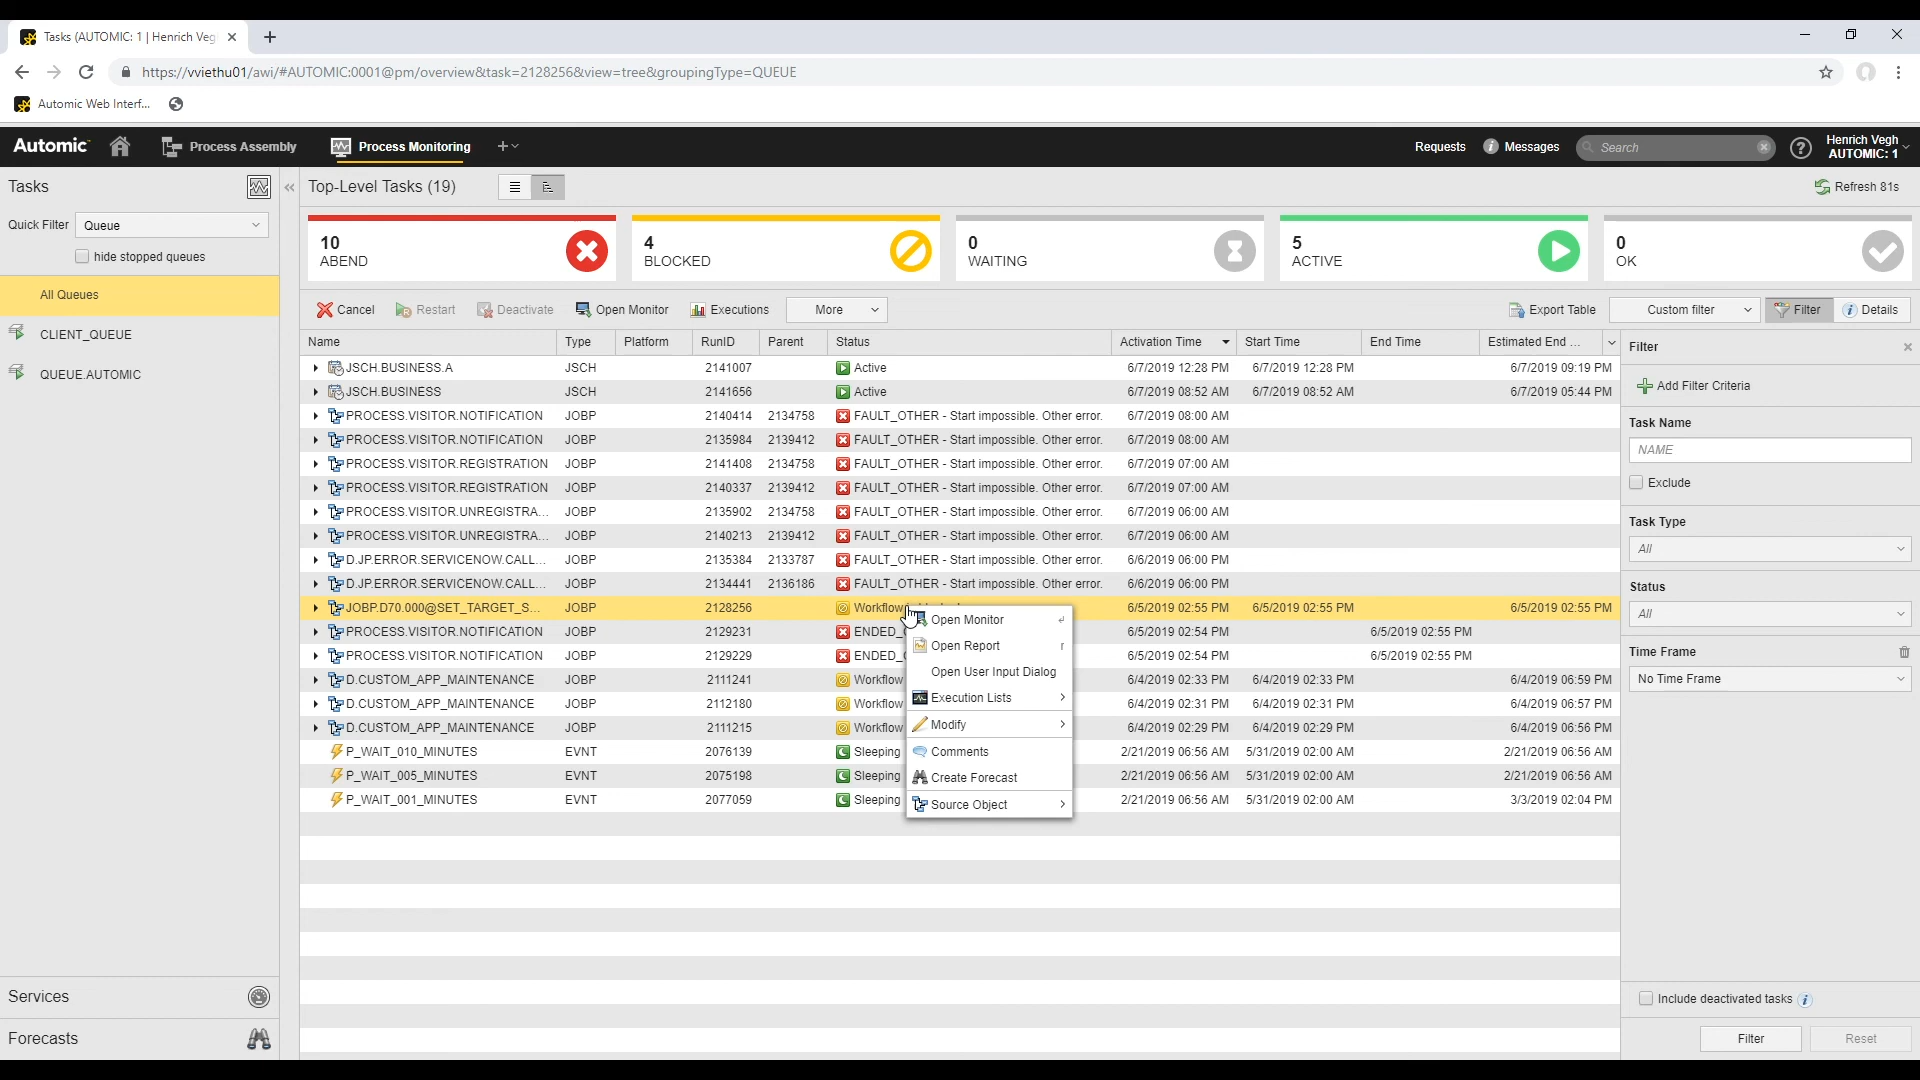 Tasks (AUTOMIC: 1 | Henrich Veg
https://vviethu01/awi/#AUTOMIC:0001@pm/overview&task=2128256&view=tree&groupingType=QUEUE
Automic Web Interf...
Automic Process Assembly Process Monitoring Requests Messages Search ? Henrich Vegh
AUTOMIC: 1
Tasks Top-Level Tasks (19) Refresh 81s
Quick Filter Queue
hide stopped queues
10 4 0 5 0
ABEND BLOCKED WAITING ACTIVE OK
All Queues
CLIENT_QUEUE
QUEUE.AUTOMIC
Cancel Restart Deactivate Open Monitor Executions More Export Table Custom filter Filter Details
Name Type Platform RunID Parent Status Activation Time Start Time End Time Estimated End ...
JSCH.BUSINESS.A JSCH 2141007 Active 6/7/2019 12:28 PM 6/7/2019 12:28 PM 6/7/2019 09:19 PM
JSCH.BUSINESS JSCH 2141656 Active 6/7/2019 08:52 AM 6/7/2019 08:52 AM 6/7/2019 05:44 PM
PROCESS.VISITOR.NOTIFICATION JOBP 2140414 2134758 FAULT_OTHER - Start impossible. Other error. 6/7/2019 08:00 AM
PROCESS.VISITOR.NOTIFICATION JOBP 2135984 2139412 FAULT_OTHER - Start impossible. Other error. 6/7/2019 08:00 AM
PROCESS.VISITOR.REGISTRATION JOBP 2141408 2134758 FAULT_OTHER - Start impossible. Other error. 6/7/2019 07:00 AM
PROCESS.VISITOR.REGISTRATION JOBP 2140337 2139412 FAULT_OTHER - Start impossible. Other error. 6/7/2019 07:00 AM
PROCESS.VISITOR.UNREGISTRA... JOBP 2135902 2134758 FAULT_OTHER - Start impossible. Other error. 6/7/2019 06:00 AM
PROCESS.VISITOR.UNREGISTRA... JOBP 2140213 2139412 FAULT_OTHER - Start impossible. Other error. 6/7/2019 06:00 AM
D.JP.ERROR.SERVICENOW.CALL... JOBP 2135384 2133787 FAULT_OTHER - Start impossible. Other error. 6/6/2019 06:00 PM
D.JP.ERROR.SERVICENOW.CALL... JOBP 2134441 2136186 FAULT_OTHER - Start impossible. Other error. 6/6/2019 06:00 PM
JOBP.D70.000@SET_TARGET_S... JOBP 2128256 Workflow 6/5/2019 02:55 PM 6/5/2019 02:55 PM 6/5/2019 02:55 PM
PROCESS.VISITOR.NOTIFICATION JOBP 2129231 ENDED_ 6/5/2019 02:54 PM 6/5/2019 02:55 PM
PROCESS.VISITOR.NOTIFICATION JOBP 2129229 ENDED_ 6/5/2019 02:54 PM 6/5/2019 02:55 PM
D.CUSTOM_APP_MAINTENANCE JOBP 2111241 Workflow 6/4/2019 02:33 PM 6/4/2019 02:33 PM 6/4/2019 06:59 PM
D.CUSTOM_APP_MAINTENANCE JOBP 2112180 Workflow 6/4/2019 02:31 PM 6/4/2019 02:31 PM 6/4/2019 06:57 PM
D.CUSTOM_APP_MAINTENANCE JOBP 2111215 Workflow 6/4/2019 02:29 PM 6/4/2019 02:29 PM 6/4/2019 06:56 PM
P_WAIT_010_MINUTES EVNT 2076139 Sleeping 2/21/2019 06:56 AM 5/31/2019 02:00 AM 2/21/2019 06:56 AM
P_WAIT_005_MINUTES EVNT 2075198 Sleeping 2/21/2019 06:56 AM 5/31/2019 02:00 AM 2/21/2019 06:56 AM
P_WAIT_001_MINUTES EVNT 2077059 Sleeping 2/21/2019 06:56 AM 5/31/2019 02:00 AM 3/3/2019 02:04 PM
Open Monitor
Open Report r
Open User Input Dialog
Execution Lists
Modify
Comments
Create Forecast
Source Object
Filter
Add Filter Criteria
Task Name
NAME
Exclude
Task Type
All
Status
All
Time Frame
No Time Frame
Include deactivated tasks
Filter Reset
Services
Forecasts